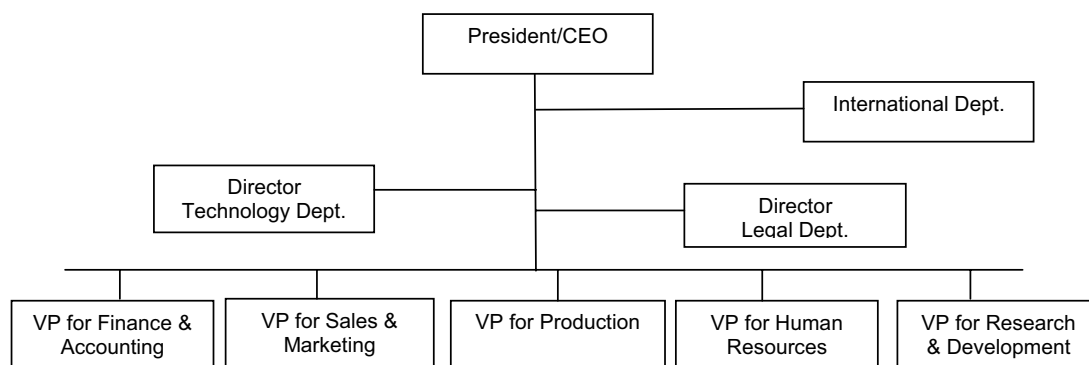 President/CEO
International Dept.
Director
Technology Dept.
Director
Legal Dept.
VP for Finance &
Accounting
VP for Sales &
Marketing
VP for Production
VP for Human
Resources
VP for Research
& Development